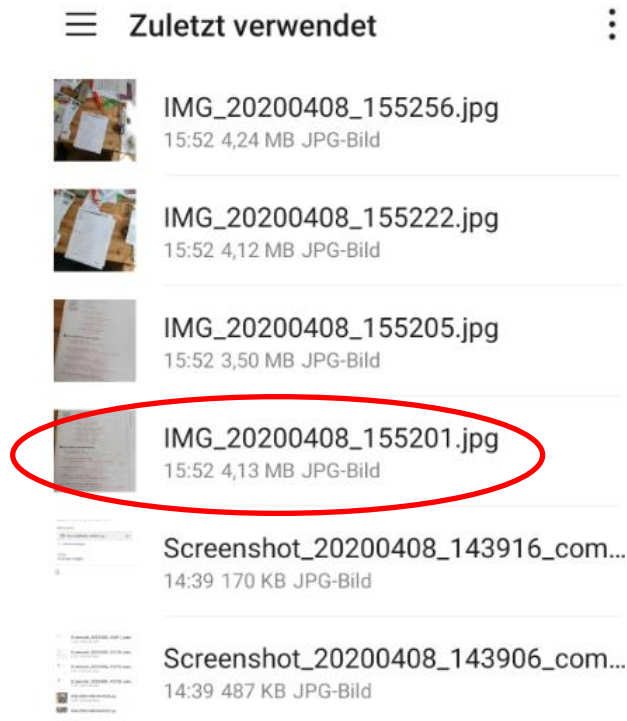 Zuletzt verwendet
IMG_20200408_155256.jpg
15:52 4,24 MB JPG-Bild
IMG_20200408_155222.jpg
15:52 4,12 MB JPG-Bild
IMG_20200408_155205.jpg
15:52 3,50 MB JPG-Bild
IMG_20200408_155201.jpg
15:52 4,13 MB JPG-Bild
Screenshot_20200408_143916_com...
14:39 170 KB JPG-Bild
Screenshot_20200408_143906_com...
14:39 487 KB JPG-Bild